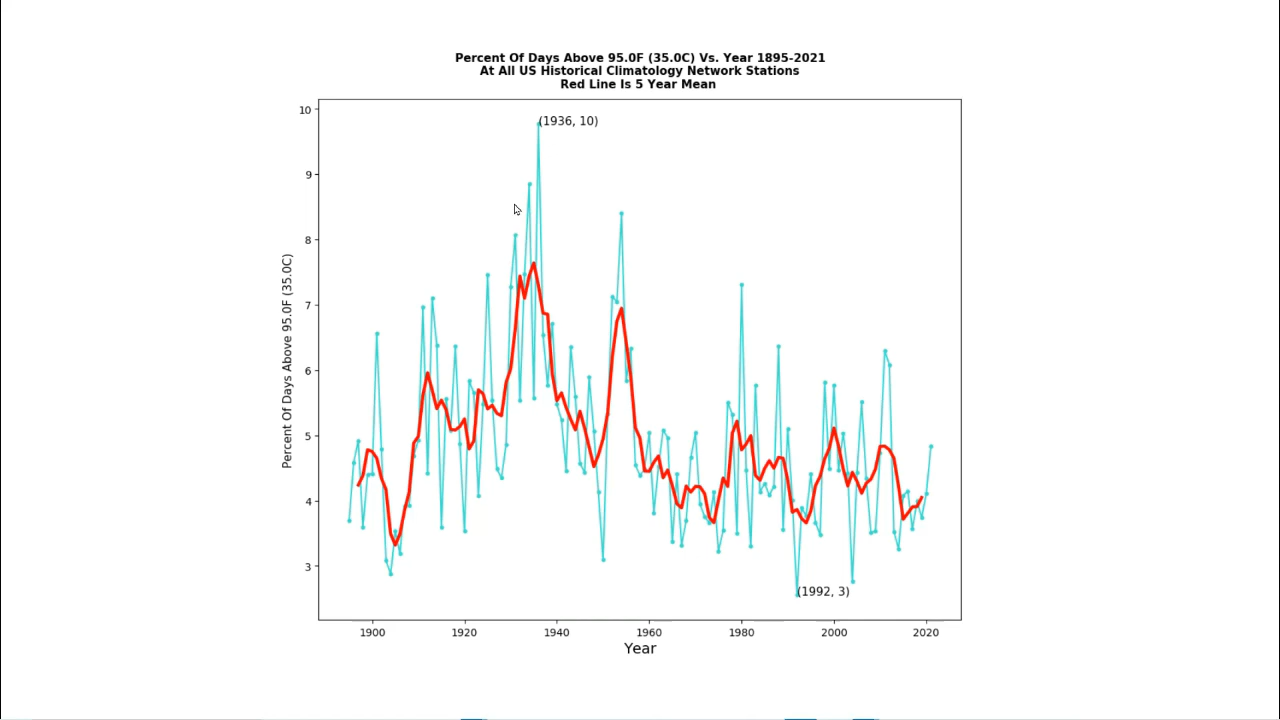 Percent Of Days Above 95.0F (35.0C) Vs. Year 1895-2021
At All US Historical Climatology Network Stations
Red Line Is 5 Year Mean
10
(1936, 10)
9
8
7
6
5
4
3
Percent Of Days Above 95.0F (35.0C)
(1992, 3)
1900 1920 1940 1960 1980 2000 2020
Year